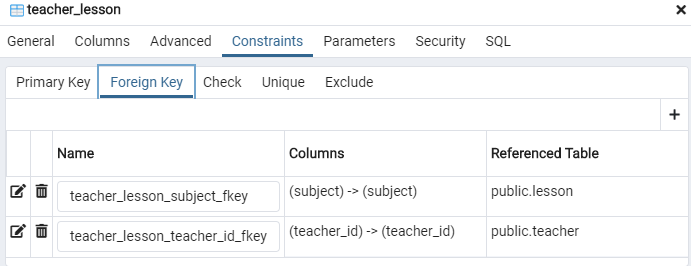 teacher_lesson
General Columns Advanced Constraints Parameters Security SQL
Primary Key Foreign Key Check Unique Exclude
Name Columns Referenced Table
teacher_lesson_subject_fkey (subject) -> (subject) public.lesson
teacher_lesson_teacher_id_fkey (teacher_id) -> (teacher_id) public.teacher